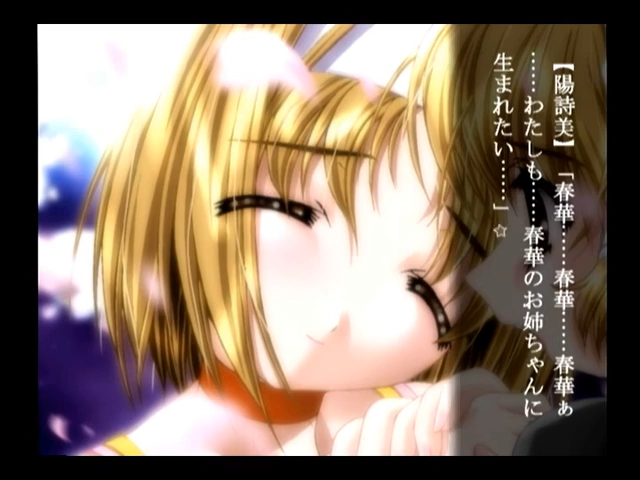 【陽詩美】「春華……春華……春華ぁ
……わたしも……春華のお姉ちゃんに
生まれたい……」☆